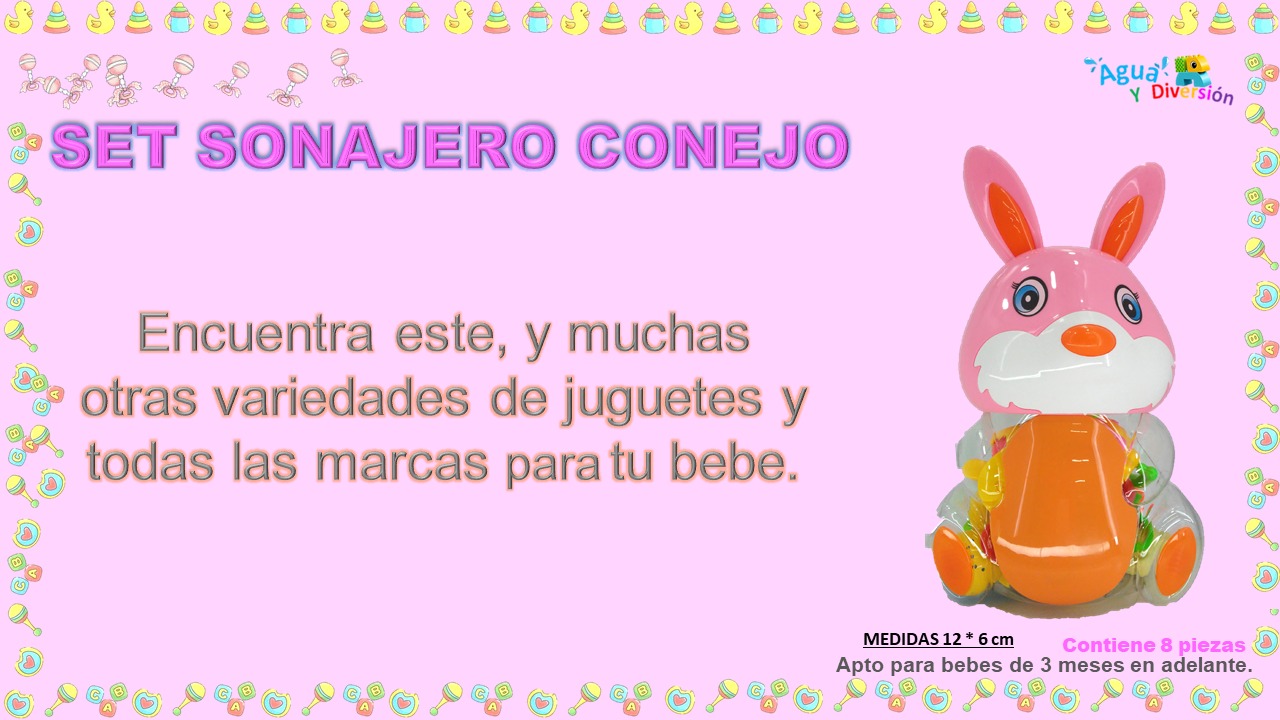 Agua
Y Diversión
SET SONAJERO CONEJO
Encuentra este, y muchas
otras variedades de juguetes y
todas las marcas para tu bebe.
MEDIDAS 12 * 6 cm
Contiene 8 piezas
Apto para bebes de 3 meses en adelante.